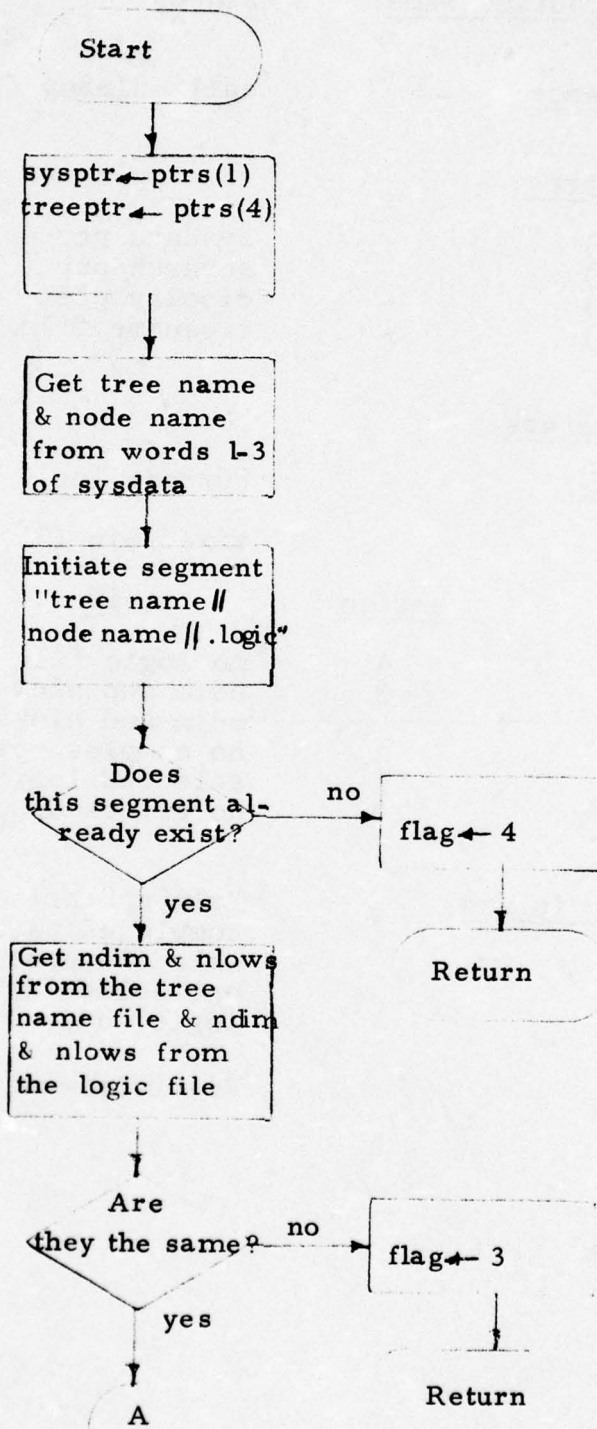 Start
sysptr← ptrs(1)
treeptr← ptrs(4)
Get tree name
& node name
from words 1-3
of sysdata
Initiate segment
"tree name||
node name|| .logic"
Does
this segment al-
ready exist?
no
flag← 4
Return
yes
Get ndim & nlows
from the tree
name file & ndim
& nlows from
the logic file
Are
they the same?
no
flag← 3
Return
yes
A